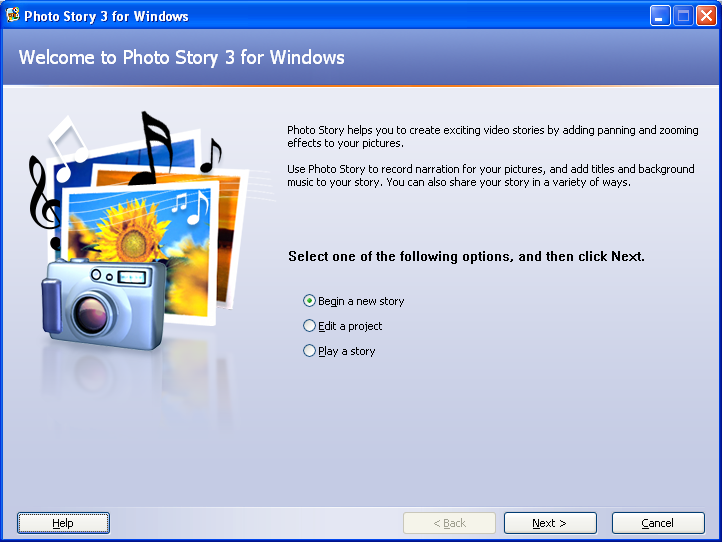 Photo Story 3 for Windows
Welcome to Photo Story 3 for Windows
Photo Story helps you to create exciting video stories by adding panning and zooming
effects to your pictures.
Use Photo Story to record narration for your pictures, and add titles and background
music to your story. You can also share your story in a variety of ways.
Select one of the following options, and then click Next.
Begin a new story
Edit a project
Play a story
Help
< Back
Next >
Cancel